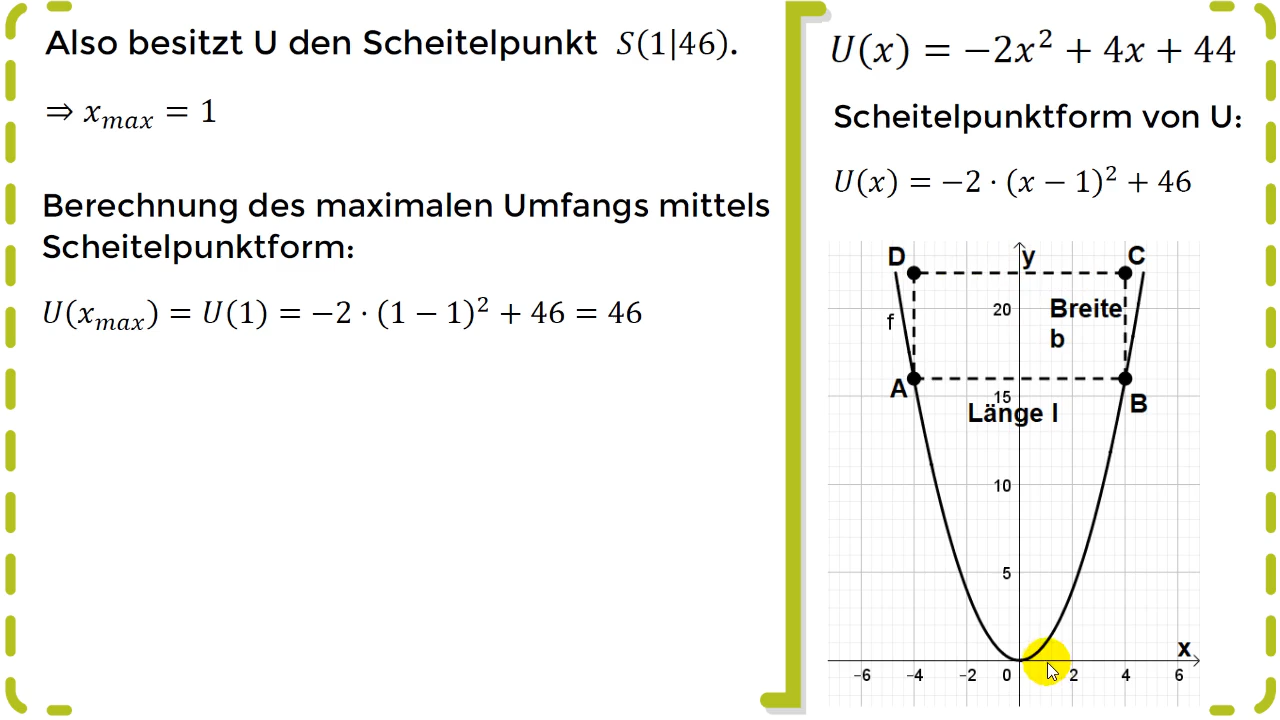 Also besitzt U den Scheitelpunkt S(1|46).
⇒ x_max = 1
Berechnung des maximalen Umfangs mittels
Scheitelpunktform:
U(x_max) = U(1) = −2 · (1 − 1)² + 46 = 46
U(x) = −2x² + 4x + 44
Scheitelpunktform von U:
U(x) = −2 · (x − 1)² + 46
D y C
20 Breite
f b
A 15 B
Länge l
10
5
x
−6 −4 −2 0 2 4 6